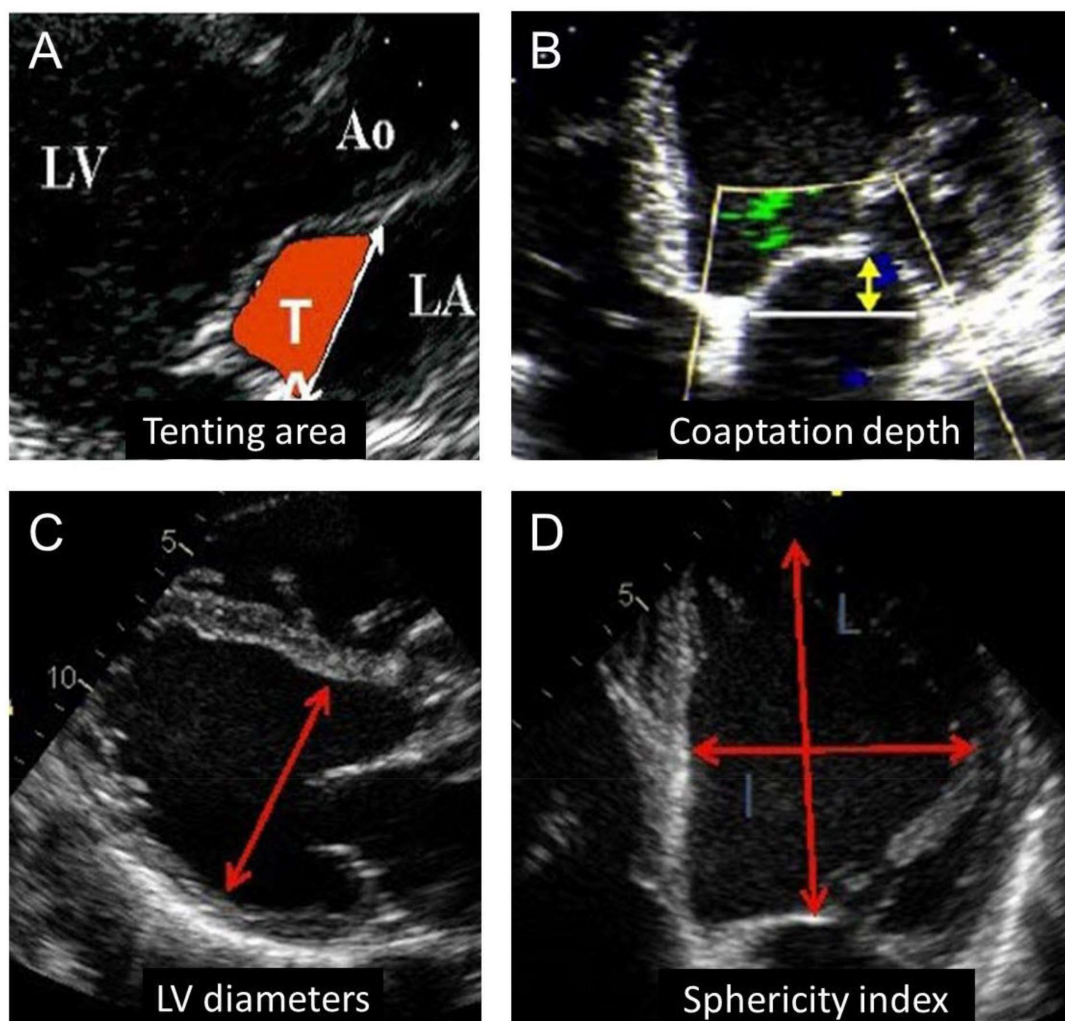 A
LV
Ao
LA
T
Tenting area
B
Coaptation depth
C
5
10
LV diameters
D
5
L
l
Sphericity index